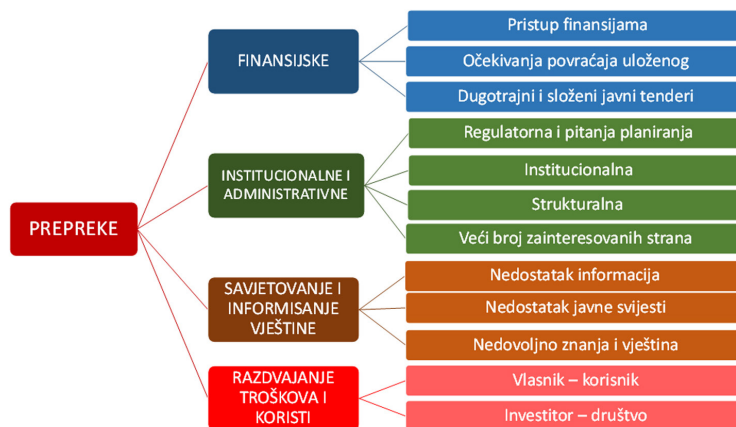 PREPREKE
FINANSIJSKE
Pristup finansijama
Očekivanja povraćaja uloženog
Dugotrajni i složeni javni tenderi
INSTITUCIONALNE I
ADMINISTRATIVNE
Regulatorna i pitanja planiranja
Institucionalna
Strukturalna
Veći broj zainteresovanih strana
SAVJETOVANJE I
INFORMISANJE
VJEŠTINE
Nedostatak informacija
Nedostatak javne svijesti
Nedovoljno znanja i vještina
RAZDVAJANJE
TROŠKOVA I
KORISTI
Vlasnik – korisnik
Investitor – društvo